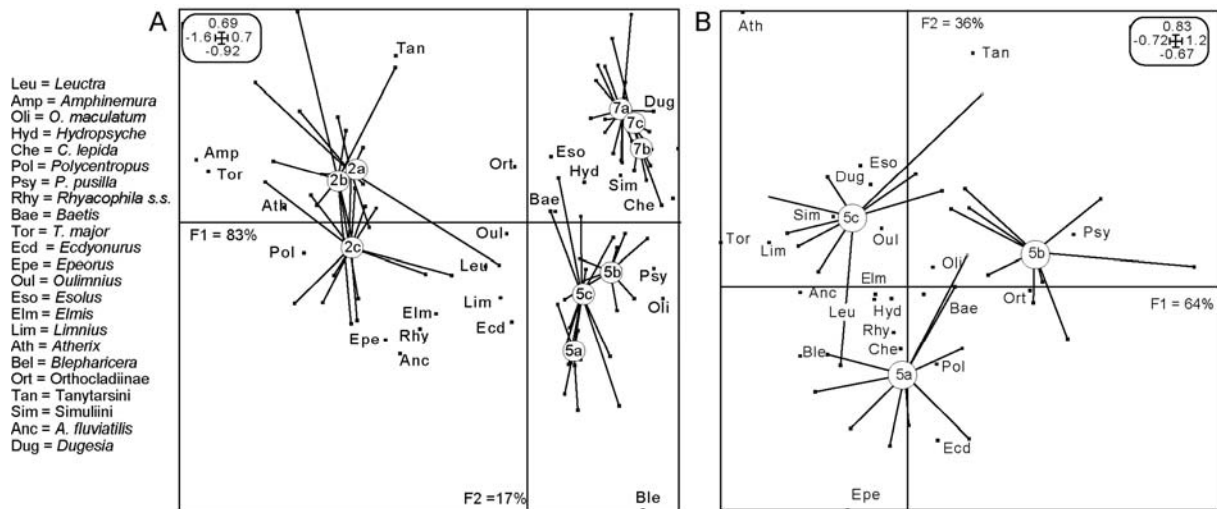 Leu = Leuctra
Amp = Amphinemura
Oli = O. maculatum
Hyd = Hydropsyche
Che = C. lepida
Pol = Polycentropus
Psy = P. pusilla
Rhy = Rhyacophila s.s.
Bae = Baetis
Tor = T. major
Ecd = Ecdyonurus
Epe = Epeorus
Oul = Oulimnius
Eso = Esolus
Elm = Elmis
Lim = Limnius
Ath = Atherix
Bel = Blepharicera
Ort = Orthocladiinae
Tan = Tanytarsini
Sim = Simuliini
Anc = A. fluviatilis
Dug = Dugesia
A
0.69
-1.6 0.7
-0.92
Tan
7a
Dug
7c
7b
Amp
Tor
2a
2b
Ort
Eso
Hyd
Sim
Ath
Bae
Che
F1 = 83%
2c
Pol
Oul
Leu
5b
Psy
5c
Oli
Lim
Elm
Ecd
Rhy
Epe
Anc
5a
F2 =17%
Ble
B
Ath
F2 = 36%
0.83
-0.72 1.2
-0.67
Tan
Eso
Dug
Sim
5c
Oul
Psy
Tor
Lim
5b
Oli
Elm
Anc
Ort
F1 = 64%
Leu
Hyd
Bae
Rhy
Ble
Che
Pol
5a
Ecd
Epe